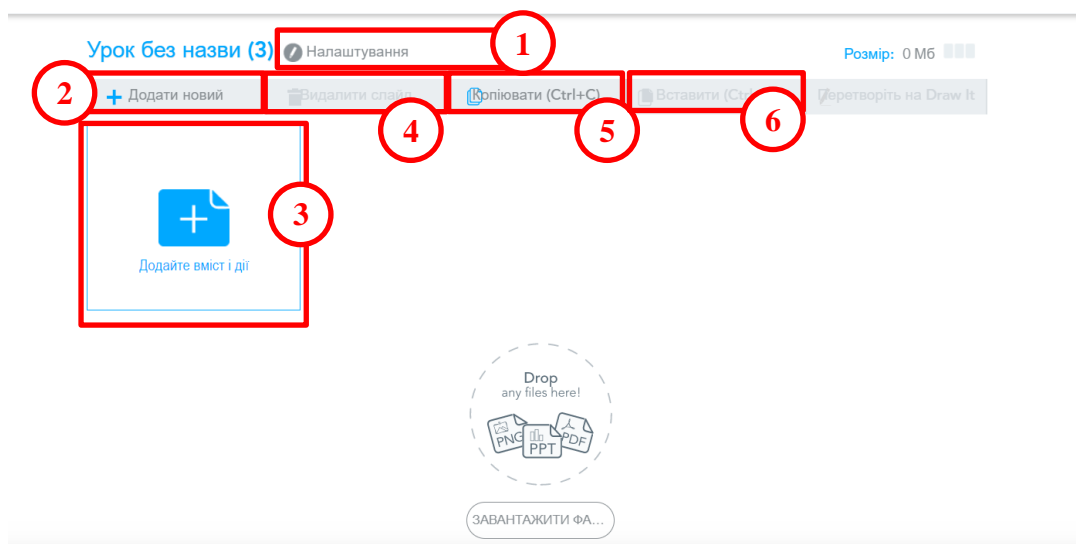 1
Урок без назви (3) Налаштування
Розмір: 0 Мб
2
Додати новий
Видалити слайд
Копіювати (Ctrl+C)
Вставити (Ctrl
Перетворіть на Draw It
4
5
6
3
Додайте вміст і дії
Drop
any files here!
PNG
PPT
PDF
ЗАВАНТАЖИТИ ФА...